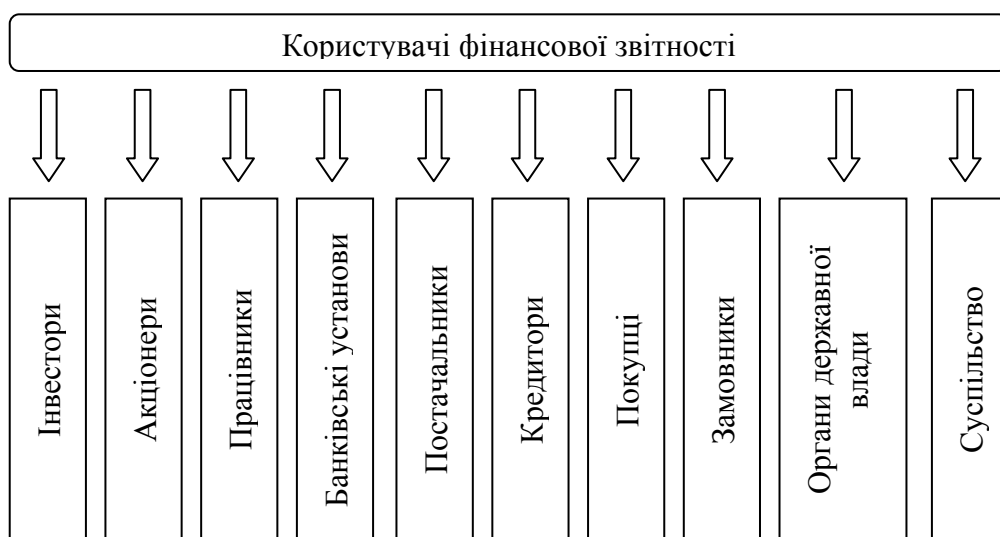 Користувачі фінансової звітності
Інвестори
Акціонери
Працівники
Банківські установи
Постачальники
Кредитори
Покупці
Замовники
Органи державної
влади
Суспільство